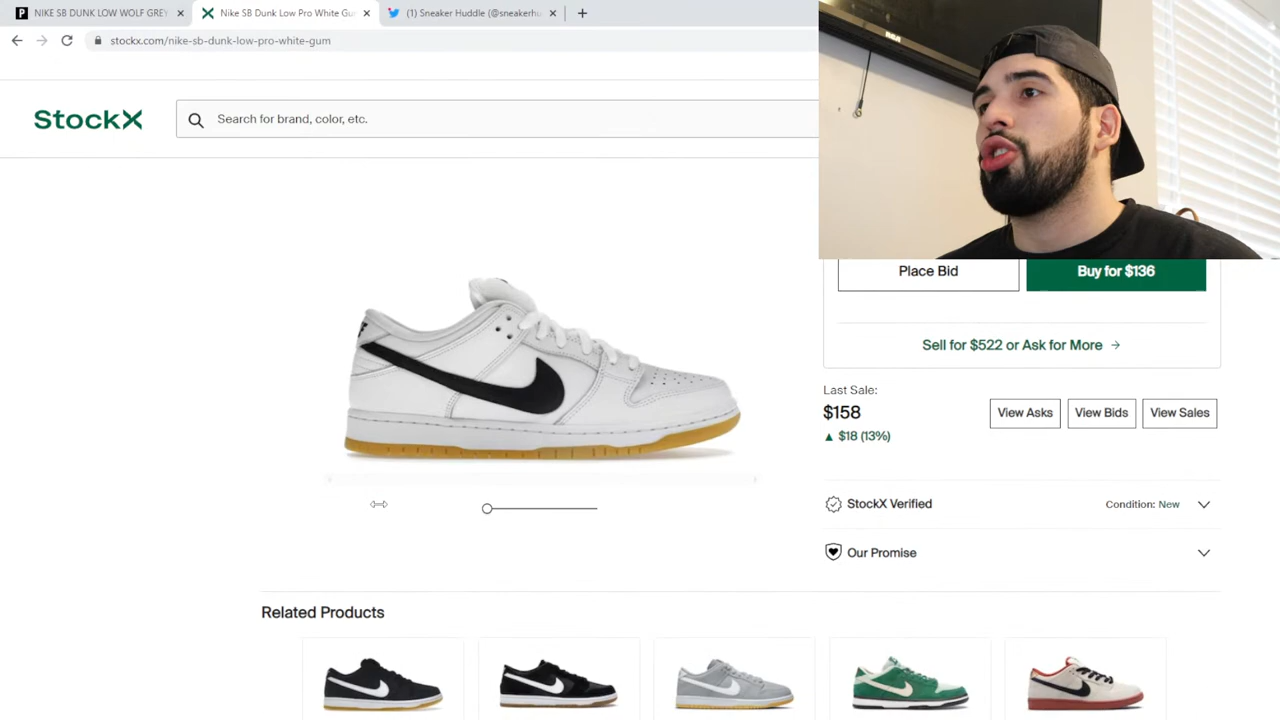 P NIKE SB DUNK LOW WOLF GREY
Nike SB Dunk Low Pro White Gu
(1) Sneaker Huddle (@sneakerhu
stockx.com/nike-sb-dunk-low-pro-white-gum
RCA
StockX
Search for brand, color, etc.
Place Bid
Buy for $136
Sell for $522 or Ask for More
Last Sale:
$158
View Asks
View Bids
View Sales
▲ $18 (13%)
StockX Verified
Condition: New
Our Promise
Related Products